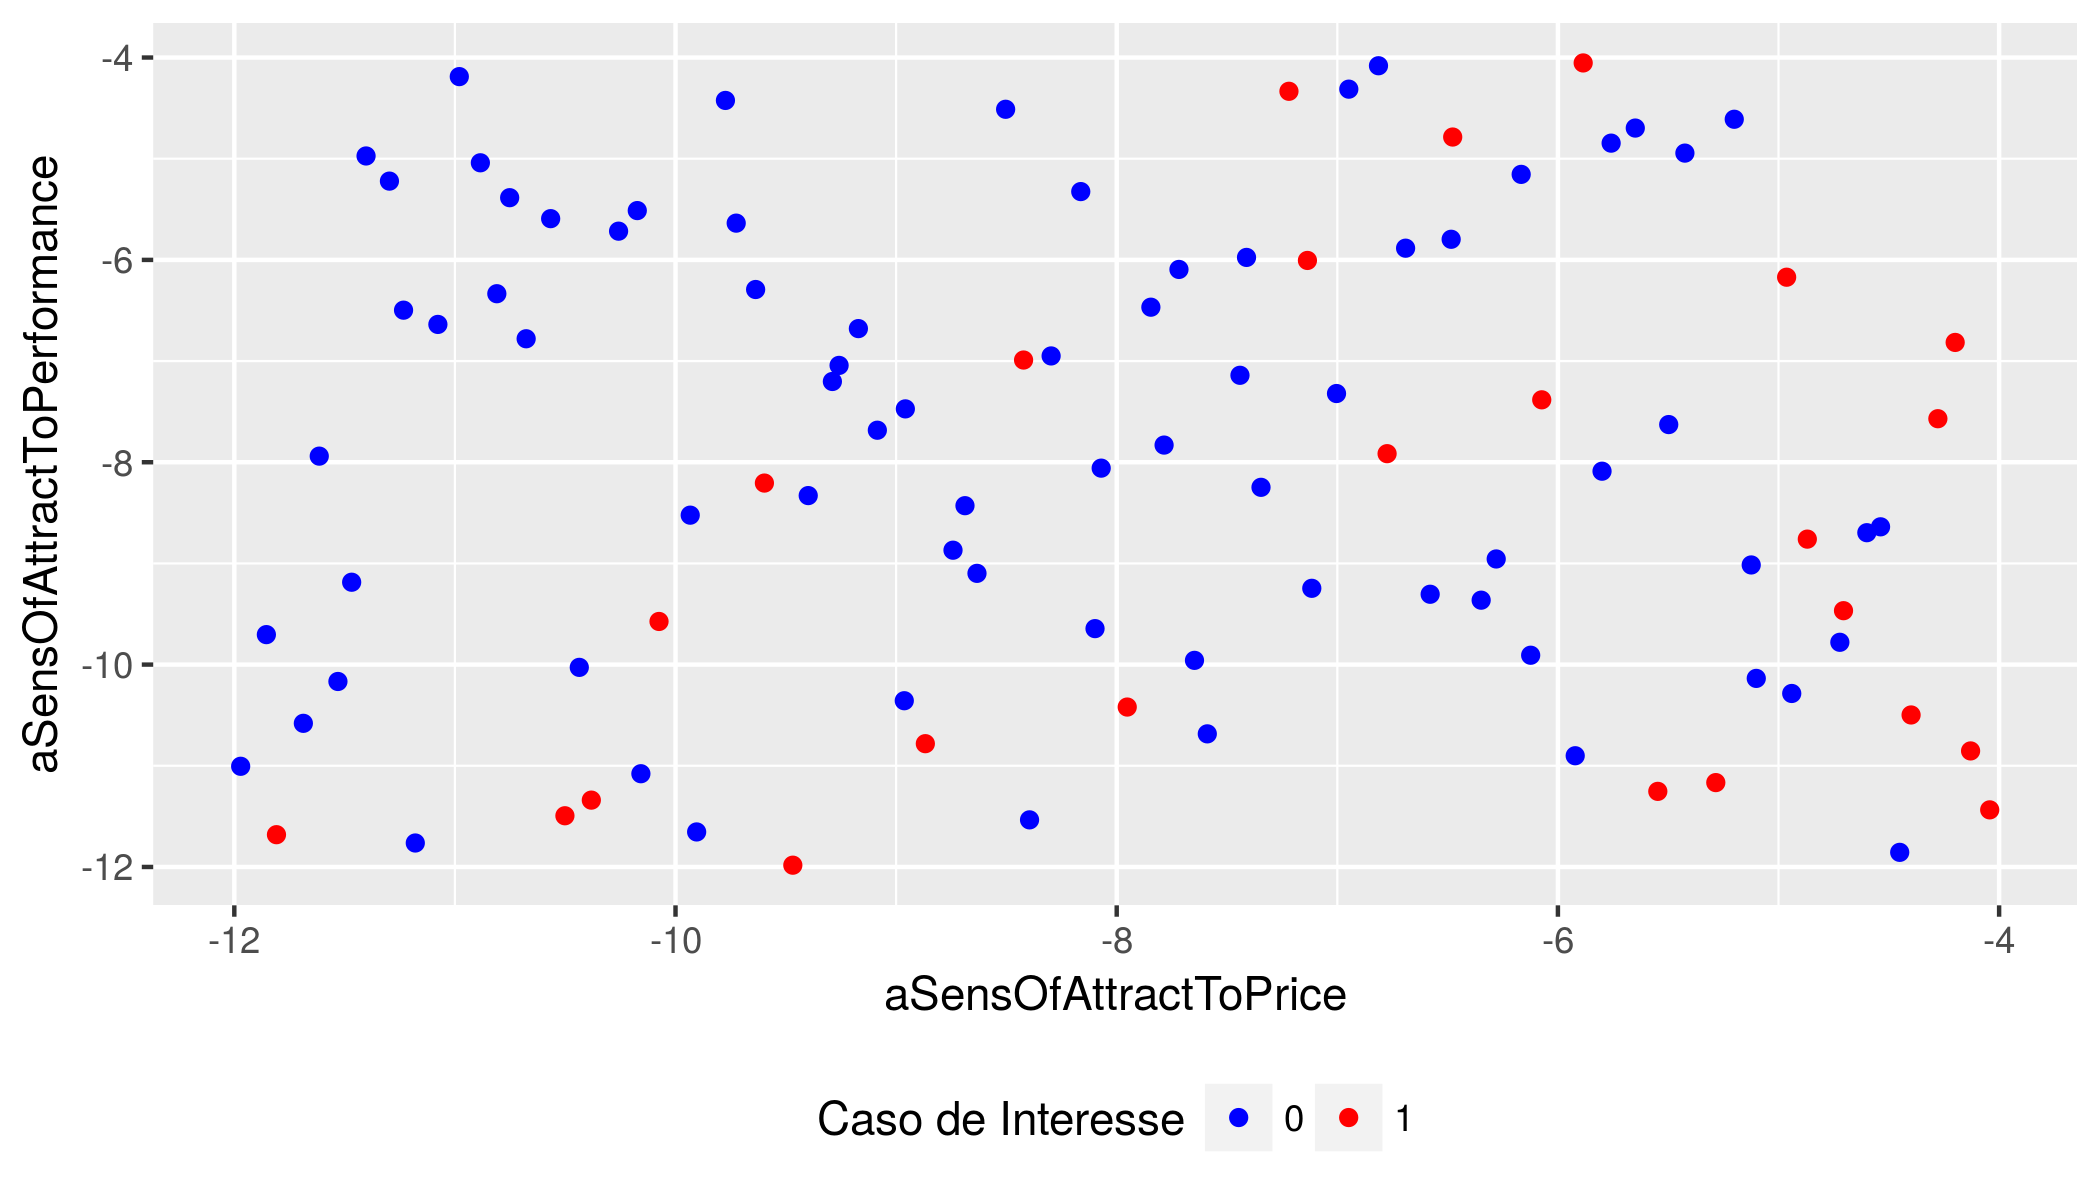 aSensOfAttractToPerformance
-4
-6
-8
-10
-12
-12 -10 -8 -6 -4
aSensOfAttractToPrice
Caso de Interesse 0 1